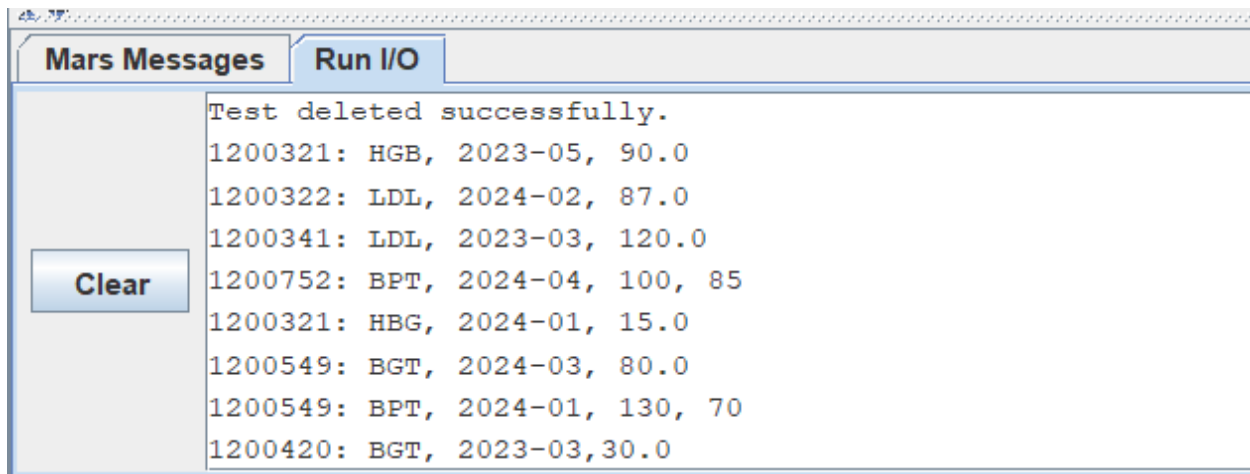 Mars Messages Run I/O
Test deleted successfully.
1200321: HGB, 2023-05, 90.0
1200322: LDL, 2024-02, 87.0
1200341: LDL, 2023-03, 120.0
Clear
1200752: BPT, 2024-04, 100, 85
1200321: HBG, 2024-01, 15.0
1200549: BGT, 2024-03, 80.0
1200549: BPT, 2024-01, 130, 70
1200420: BGT, 2023-03,30.0